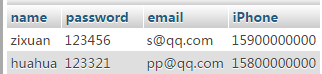 name password email iPhone
zixuan 123456 s@qq.com 15900000000
huahua 123321 pp@qq.com 15800000000